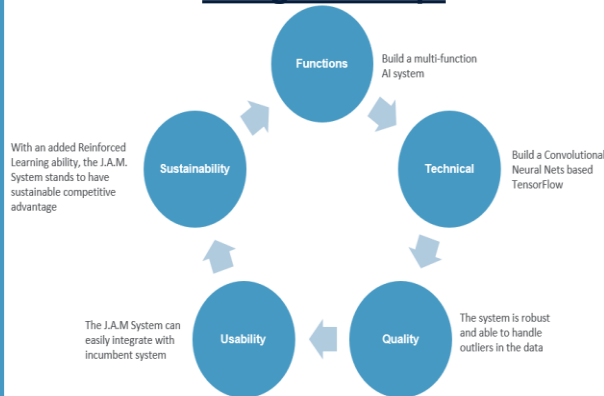 Functions
Build a multi-function
AI system
Technical
Build a Convolutional
Neural Nets based
TensorFlow
Quality
The system is robust
and able to handle
outliers in the data
Usability
The J.A.M System can
easily integrate with
incumbent system
Sustainability
With an added Reinforced
Learning ability, the J.A.M.
System stands to have
sustainable competitive
advantage